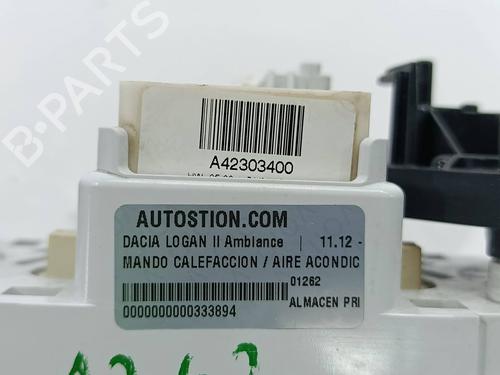 B-PARTS
A42303400
AUTOSTION.COM
DACIA LOGAN II Ambiance | 11.12 -
MANDO CALEFACCION / AIRE ACONDIC
01262
0000000000333894
ALMACEN PRI